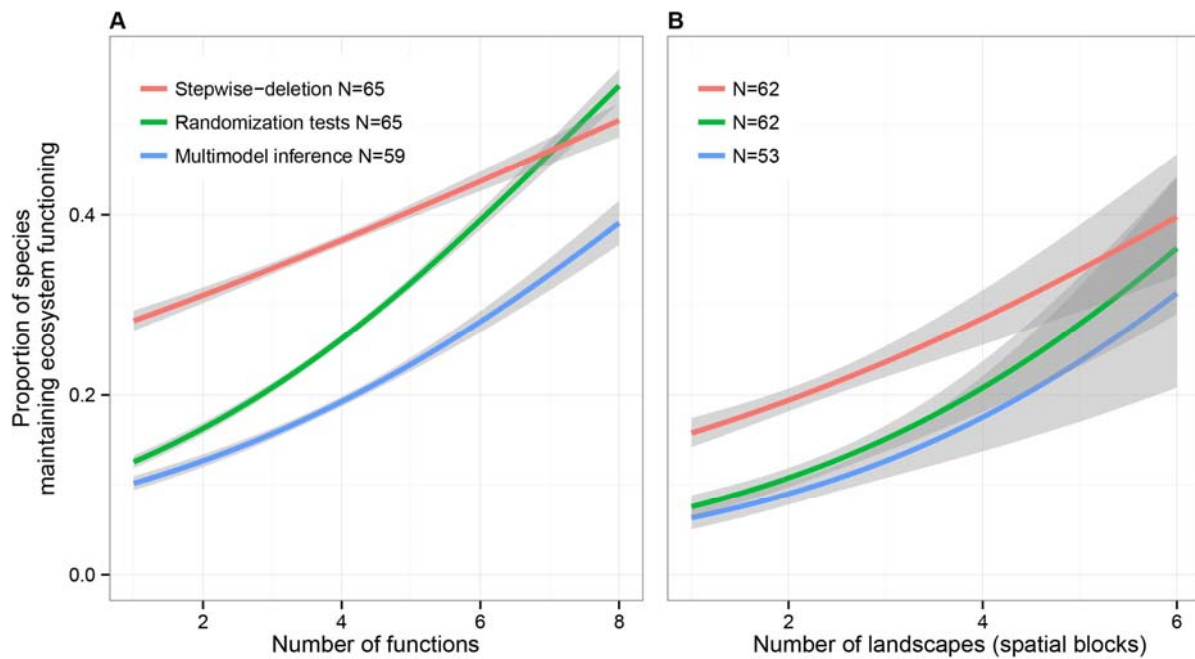 A
B
Stepwise−deletion N=65
Randomization tests N=65
Multimodel inference N=59
N=62
N=62
N=53
Proportion of species
maintaining ecosystem functioning
0.4
0.2
0.0
2 4 6 8
2 4 6
Number of functions
Number of landscapes (spatial blocks)